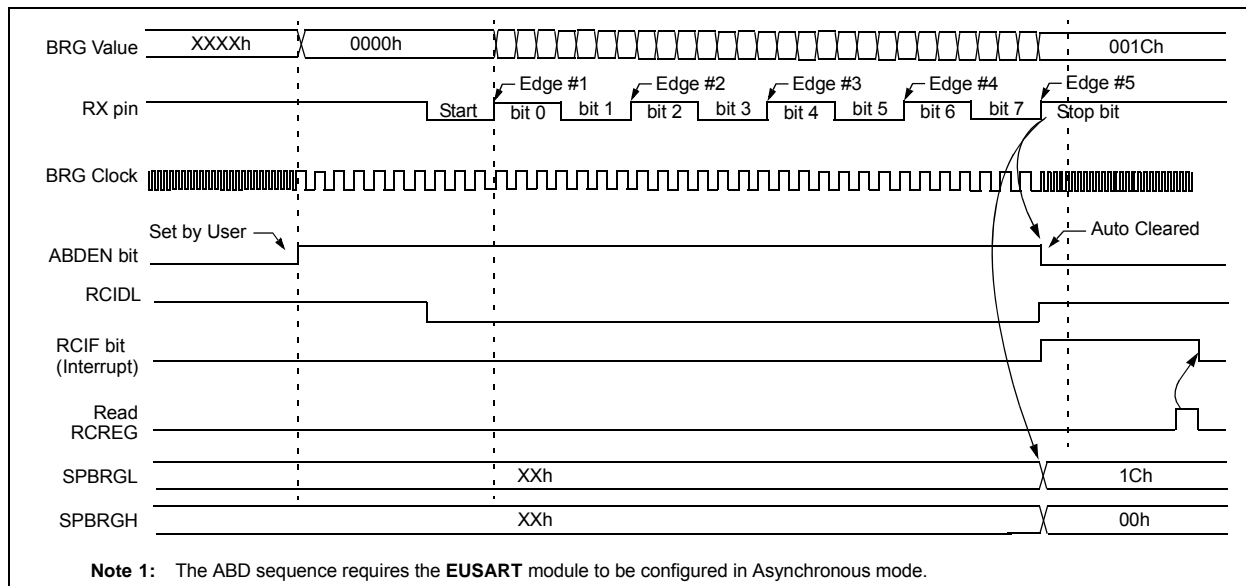 BRG Value XXXXh 0000h 001Ch
Edge #1 Edge #2 Edge #3 Edge #4 Edge #5
RX pin Start bit 0 bit 1 bit 2 bit 3 bit 4 bit 5 bit 6 bit 7 Stop bit
BRG Clock
Set by User Auto Cleared
ABDEN bit
RCIDL
RCIF bit
(Interrupt)
Read
RCREG
SPBRGL XXh 1Ch
SPBRGH XXh 00h
Note 1: The ABD sequence requires the EUSART module to be configured in Asynchronous mode.